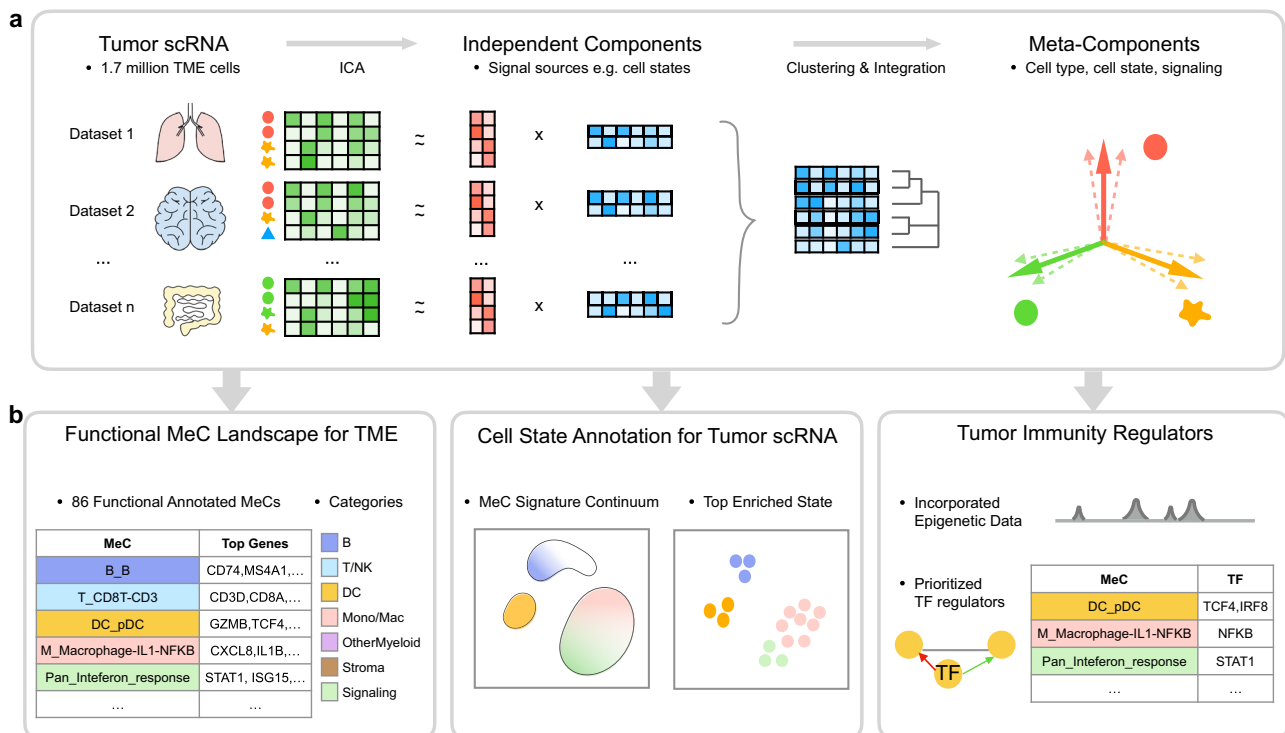 a
Tumor scRNA
Independent Components
Meta-Components
• 1.7 million TME cells
ICA
• Signal sources e.g. cell states
Clustering & Integration
• Cell type, cell state, signaling
Dataset 1
≈
x
Dataset 2
≈
x
...
...
...
...
Dataset n
≈
x
b
Functional MeC Landscape for TME
• 86 Functional Annotated MeCs
• Categories
MeC
Top Genes
B_B
CD74,MS4A1,…
T_CD8T-CD3
CD3D,CD8A,…
DC_pDC
GZMB,TCF4,…
M_Macrophage-IL1-NFKB
CXCL8,IL1B,…
Pan_Inteferon_response
STAT1, ISG15,…
…
…
B
T/NK
DC
Mono/Mac
OtherMyeloid
Stroma
Signaling
Cell State Annotation for Tumor scRNA
• MeC Signature Continuum
• Top Enriched State
Tumor Immunity Regulators
• Incorporated
Epigenetic Data
• Prioritized
TF regulators
TF
MeC
TF
DC_pDC
TCF4,IRF8
M_Macrophage-IL1-NFKB
NFKB
Pan_Inteferon_response
STAT1
…
…